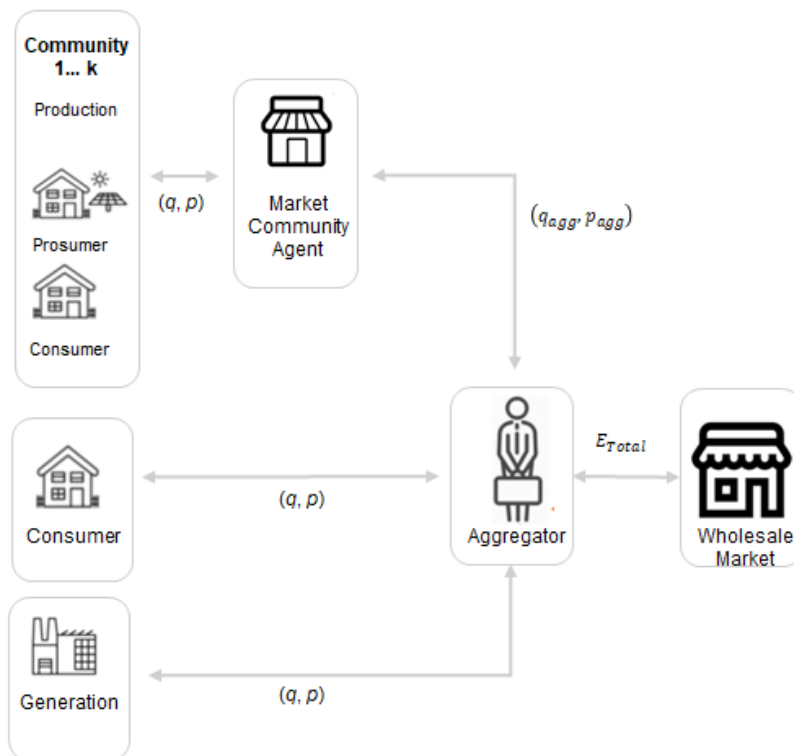 Community
1... k
Production
Prosumer
Consumer
(q, p)
Market
Community
Agent
(q_agg, p_agg)
Consumer
(q, p)
Aggregator
E_Total
Wholesale
Market
Generation
(q, p)